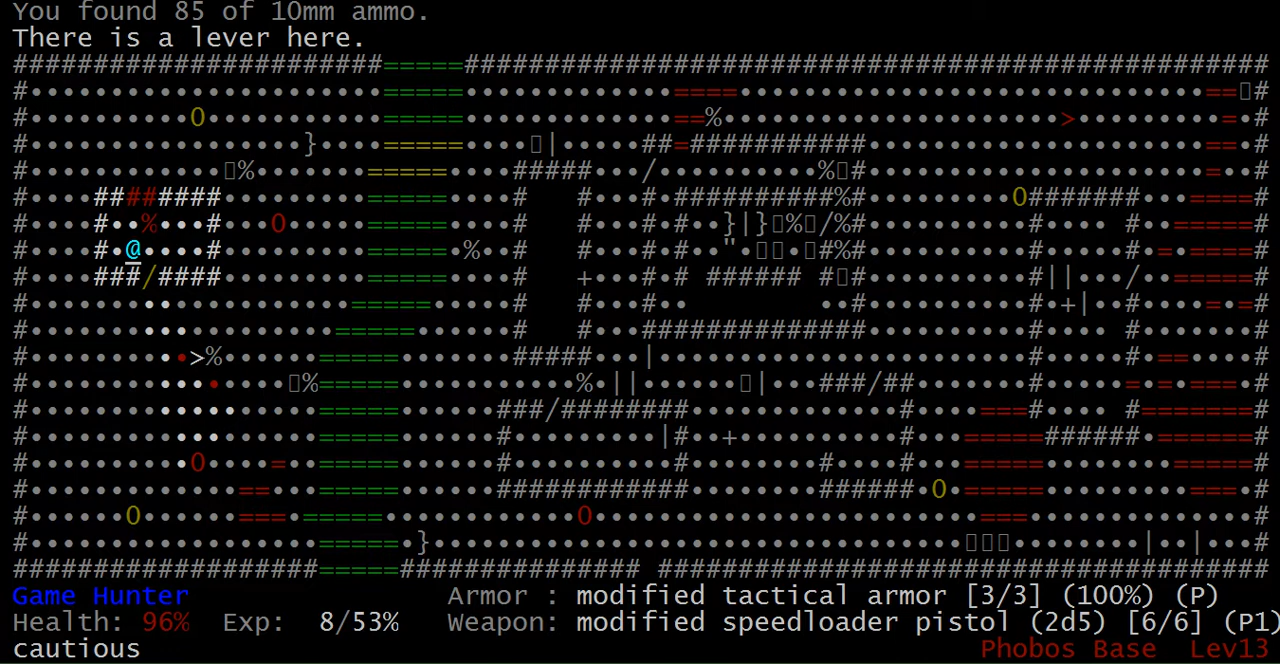 You found 85 of 10mm ammo.
There is a lever here.
Game Hunter Armor : modified tactical armor [3/3] (100%) (P)
Health: 96% Exp: 8/53% Weapon: modified speedloader pistol (2d5) [6/6] (P1)
cautious Phobos Base Lev13